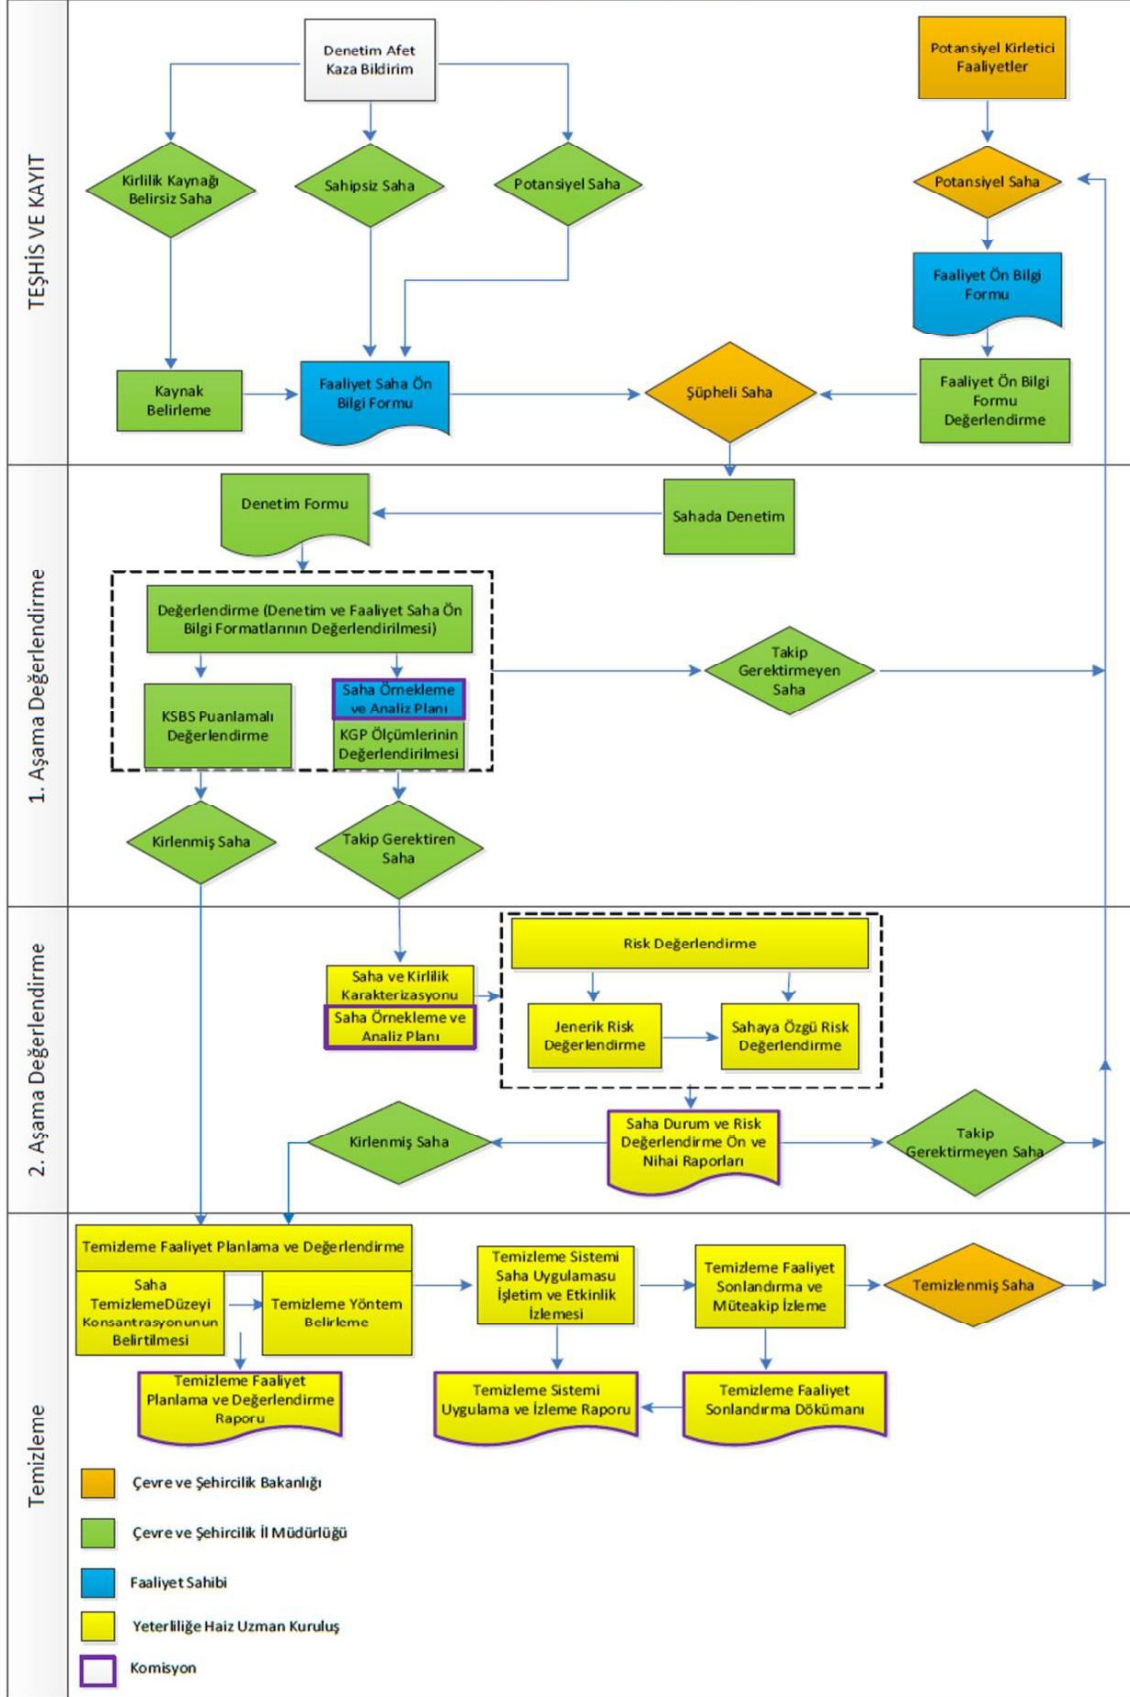 TEŞHİS VE KAYIT
Denetim Afet
Kaza Bildirim
Potansiyel Kirletici
Faaliyetler
Kirlilik Kaynağı
Belirsiz Saha
Sahipsiz Saha
Potansiyel Saha
Potansiyel Saha
Faaliyet Ön Bilgi
Formu
Kaynak
Belirleme
Faaliyet Saha Ön
Bilgi Formu
Şüpheli Saha
Faaliyet Ön Bilgi
Formu
Değerlendirme
1. Aşama Değerlendirme
Denetim Formu
Sahada Denetim
Değerlendirme (Denetim ve Faaliyet Saha Ön
Bilgi Formatlarının Değerlendirilmesi)
Takip
Gerektirmeyen
Saha
KSBS Puanlamalı
Değerlendirme
Saha Örnekleme
ve Analiz Planı
KGP Ölçümlerinin
Değerlendirilmesi
Kirlenmiş Saha
Takip Gerektiren
Saha
2. Aşama Değerlendirme
Risk Değerlendirme
Saha ve Kirlilik
Karakterizasyonu
Saha Örnekleme ve
Analiz Planı
Jenerik Risk
Değerlendirme
Sahaya Özgü Risk
Değerlendirme
Kirlenmiş Saha
Saha Durum ve Risk
Değerlendirme Ön ve
Nihai Raporları
Takip
Gerektirmeyen Saha
Temizleme
Temizleme Faaliyet Planlama ve Değerlendirme
Saha
TemizlemeDüzeyi
Konsantrasyonunun
Belirtilmesi
Temizleme Yöntem
Belirleme
Temizleme Sistemi
Saha Uygulaması
İşletim ve Etkinlik
İzlemesi
Temizleme Faaliyet
Sonlandırma ve
Müteakip İzleme
Temizlenmiş Saha
Temizleme Faaliyet
Planlama ve Değerlendirme
Raporu
Temizleme Sistemi
Uygulama ve İzleme Raporu
Temizleme Faaliyet
Sonlandırma Dökümanı
Çevre ve Şehircilik Bakanlığı
Çevre ve Şehircilik İl Müdürlüğü
Faaliyet Sahibi
Yeterliliğe Haiz Uzman Kuruluş
Komisyon